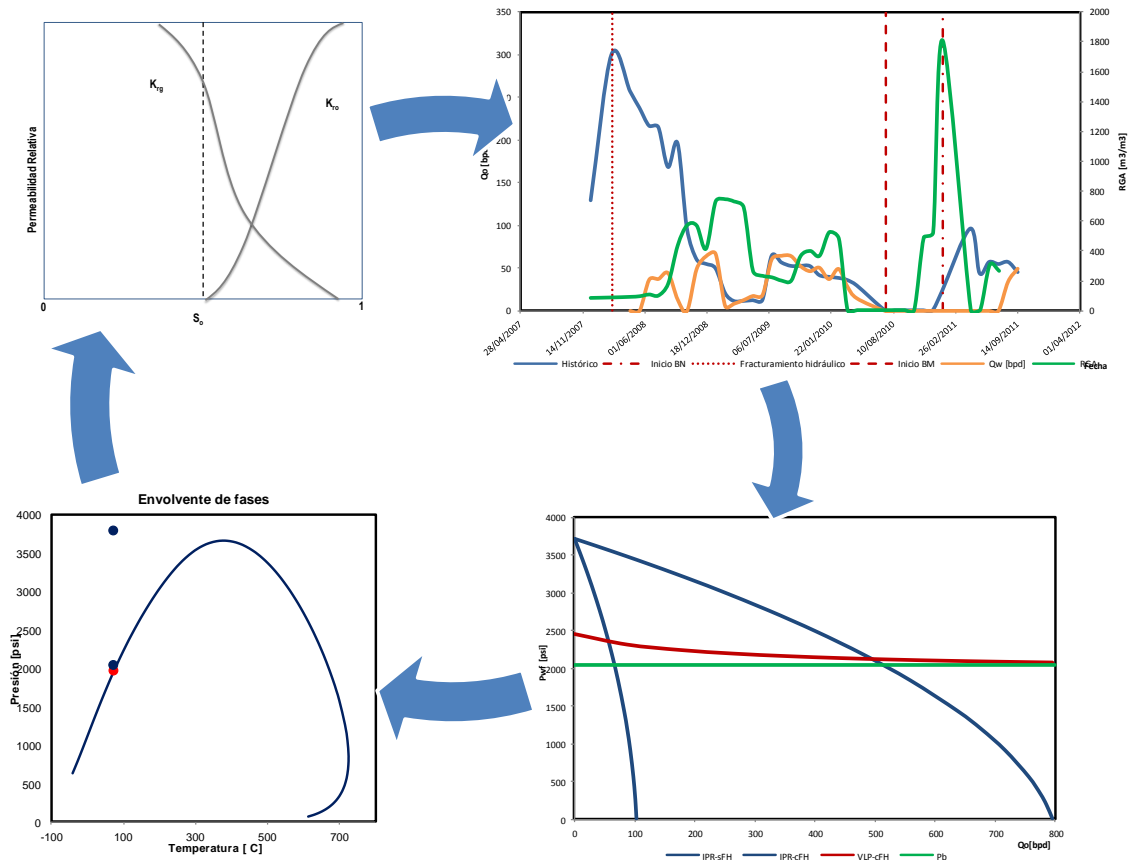 Permeabilidad Relativa
K_rg
K_ro
0
1
S_o
350
300
250
200
150
100
50
0
Qo [bpd]
2000
1800
1600
1400
1200
1000
800
600
400
200
0
RGA [m3/m3]
28/04/2007
14/11/2007
01/06/2008
18/12/2008
06/07/2009
22/01/2010
10/08/2010
26/02/2011
14/09/2011
01/04/2012
Fecha
Histórico
Inicio BN
Fracturamiento hidráulico
Inicio BM
Qw [bpd]
RGA
Envolvente de fases
4000
3500
3000
2500
2000
1500
1000
500
0
Presión [psi]
-100
100
300
500
700
Temperatura [ C]
4000
3500
3000
2500
2000
1500
1000
500
0
Pwf [psi]
0
100
200
300
400
500
600
700
800
Qo[bpd]
IPR-sFH
IPR-cFH
VLP-cFH
Pb